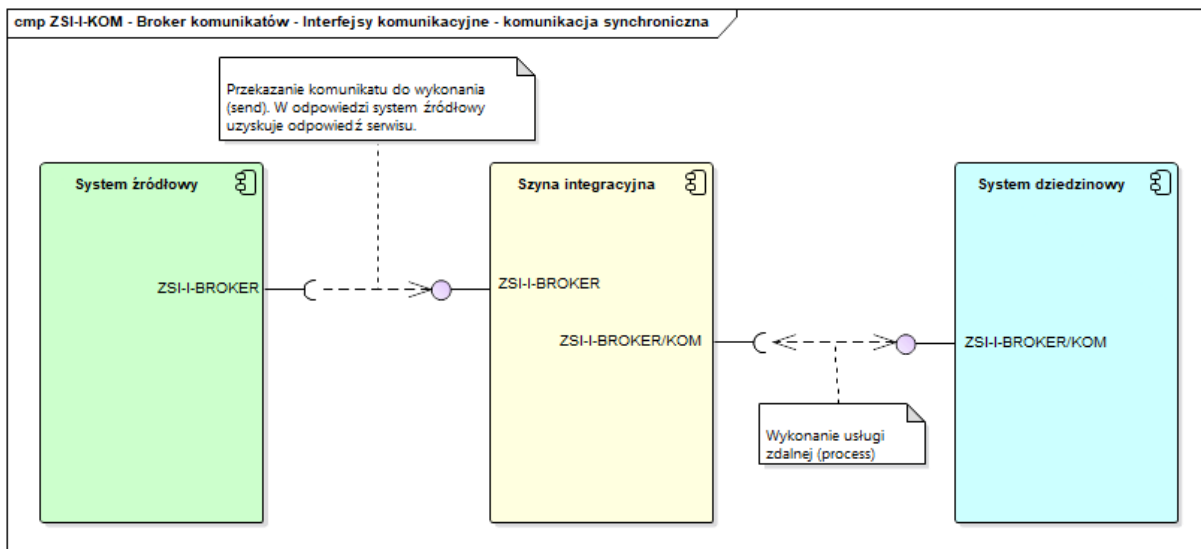 cmp ZSI-I-KOM - Broker komunikatów - Interfejsy komunikacyjne - komunikacja synchroniczna
Przekazanie komunikatu do wykonania
(send). W odpowiedzi system źródłowy
uzyskuje odpowiedź serwisu.
System źródłowy
Szyna integracyjna
System dziedzinowy
ZSI-I-BROKER
ZSI-I-BROKER
ZSI-I-BROKER/KOM
ZSI-I-BROKER/KOM
Wykonanie usługi
zdalnej (process)